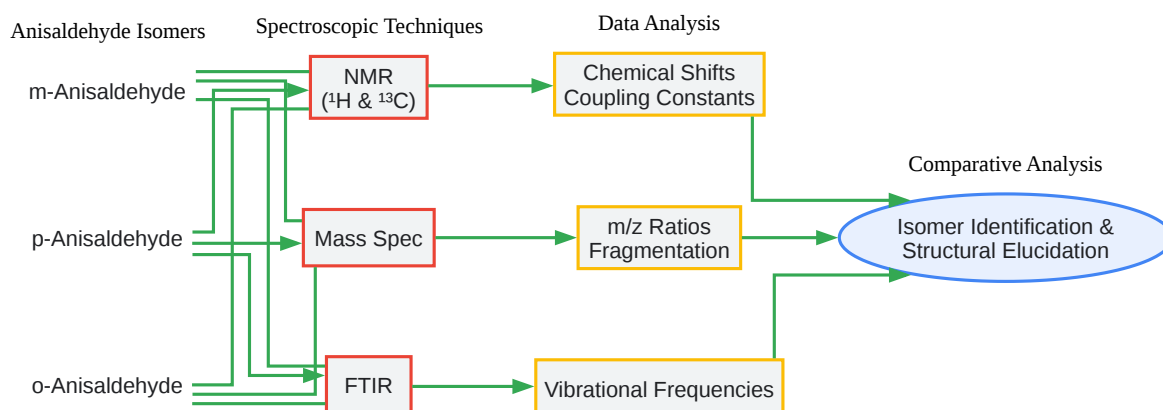 Anisaldehyde Isomers
Spectroscopic Techniques
Data Analysis
m-Anisaldehyde
NMR
(¹H & ¹³C)
Chemical Shifts
Coupling Constants
Comparative Analysis
p-Anisaldehyde
Mass Spec
m/z Ratios
Fragmentation
Isomer Identification &
Structural Elucidation
o-Anisaldehyde
FTIR
Vibrational Frequencies